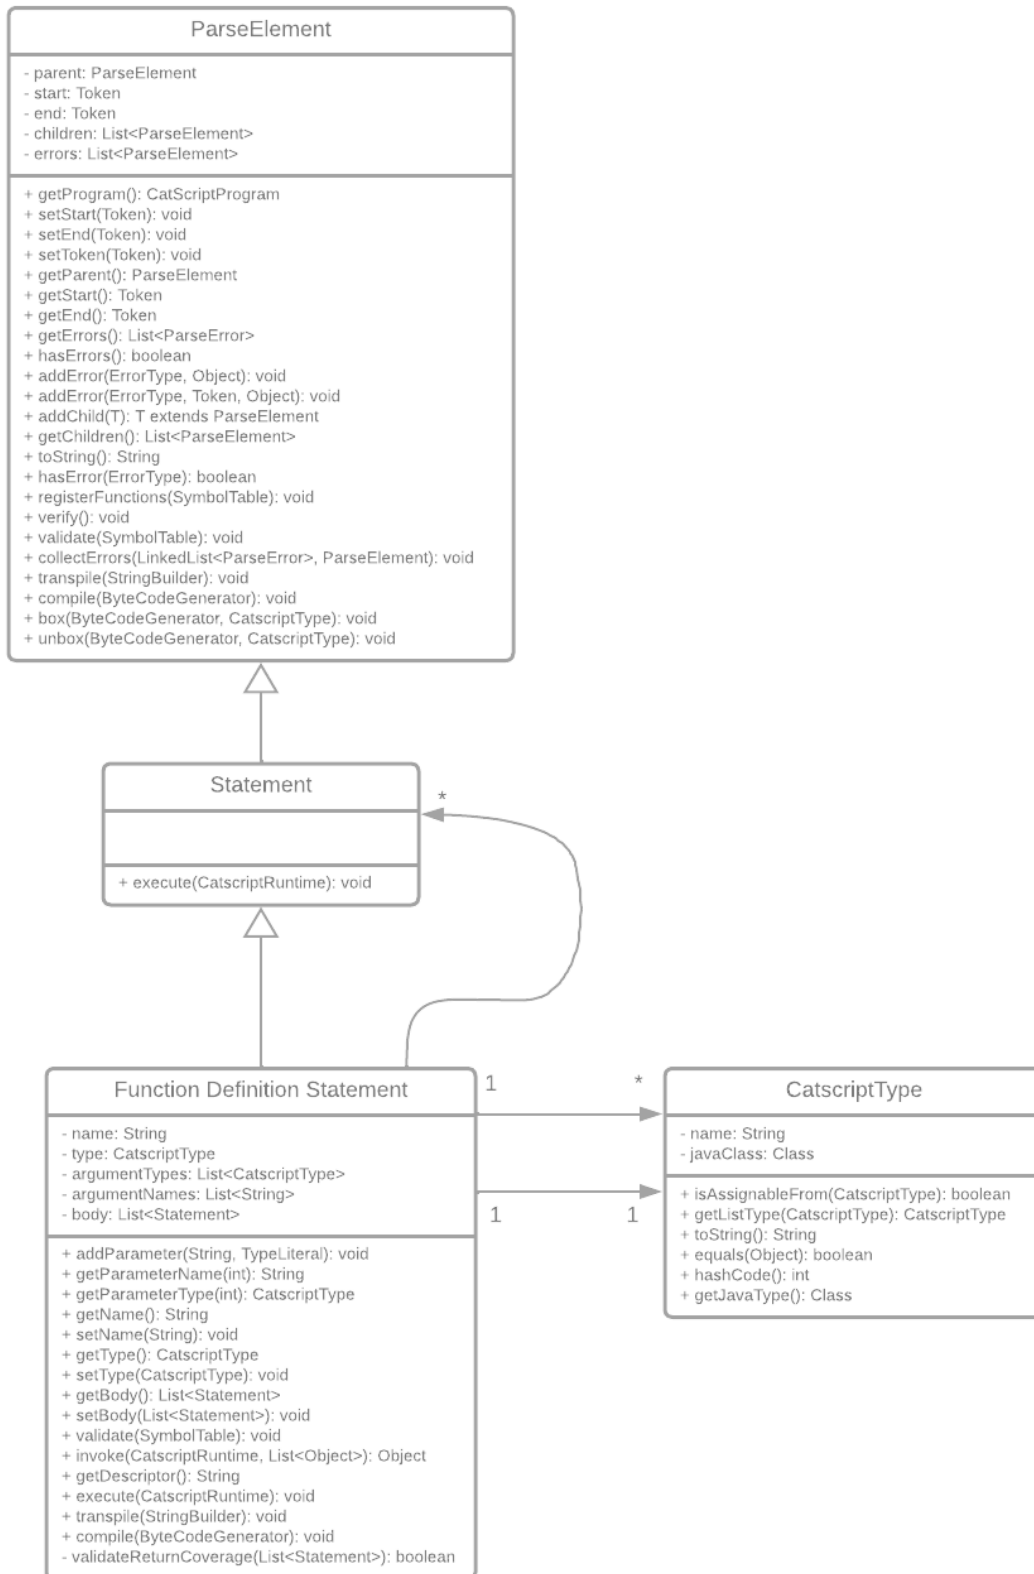 ParseElement
- parent: ParseElement
- start: Token
- end: Token
- children: List<ParseElement>
- errors: List<ParseElement>
+ getProgram(): CatScriptProgram
+ setStart(Token): void
+ setEnd(Token): void
+ setToken(Token): void
+ getParent(): ParseElement
+ getStart(): Token
+ getEnd(): Token
+ getErrors(): List<ParseError>
+ hasErrors(): boolean
+ addError(ErrorType, Object): void
+ addError(ErrorType, Token, Object): void
+ addChild(T): T extends ParseElement
+ getChildren(): List<ParseElement>
+ toString(): String
+ hasError(ErrorType): boolean
+ registerFunctions(SymbolTable): void
+ verify(): void
+ validate(SymbolTable): void
+ collectErrors(LinkedList<ParseError>, ParseElement): void
+ transpile(StringBuilder): void
+ compile(ByteCodeGenerator): void
+ box(ByteCodeGenerator, CatscriptType): void
+ unbox(ByteCodeGenerator, CatscriptType): void
Statement
*
+ execute(CatscriptRuntime): void
Function Definition Statement
- name: String
- type: CatscriptType
- argumentTypes: List<CatscriptType>
- argumentNames: List<String>
- body: List<Statement>
+ addParameter(String, TypeLiteral): void
+ getParameterName(int): String
+ getParameterType(int): CatscriptType
+ getName(): String
+ setName(String): void
+ getType(): CatscriptType
+ setType(CatscriptType): void
+ getBody(): List<Statement>
+ setBody(List<Statement>): void
+ validate(SymbolTable): void
+ invoke(CatscriptRuntime, List<Object>): Object
+ getDescriptor(): String
+ execute(CatscriptRuntime): void
+ transpile(StringBuilder): void
+ compile(ByteCodeGenerator): void
- validateReturnCoverage(List<Statement>): boolean
1 *
1 1
CatscriptType
- name: String
- javaClass: Class
+ isAssignableFrom(CatscriptType): boolean
+ getListType(CatscriptType): CatscriptType
+ toString(): String
+ equals(Object): boolean
+ hashCode(): int
+ getJavaType(): Class